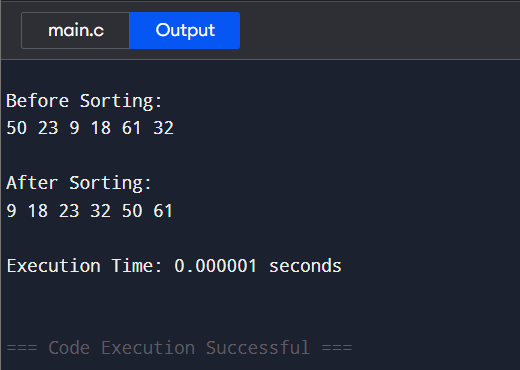 main.c Output
Before Sorting:
50 23 9 18 61 32
After Sorting:
9 18 23 32 50 61
Execution Time: 0.000001 seconds
=== Code Execution Successful ===